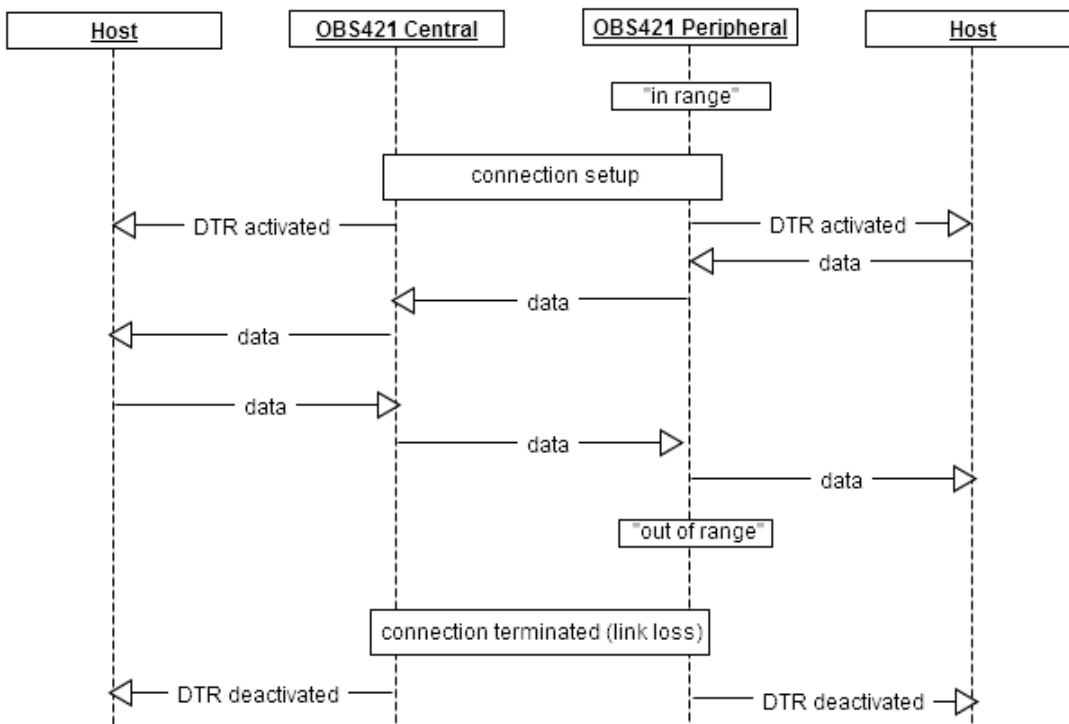 Host
OBS421 Central
OBS421 Peripheral
Host
"in range"
connection setup
DTR activated
DTR activated
data
data
data
data
data
data
"out of range"
connection terminated (link loss)
DTR deactivated
DTR deactivated